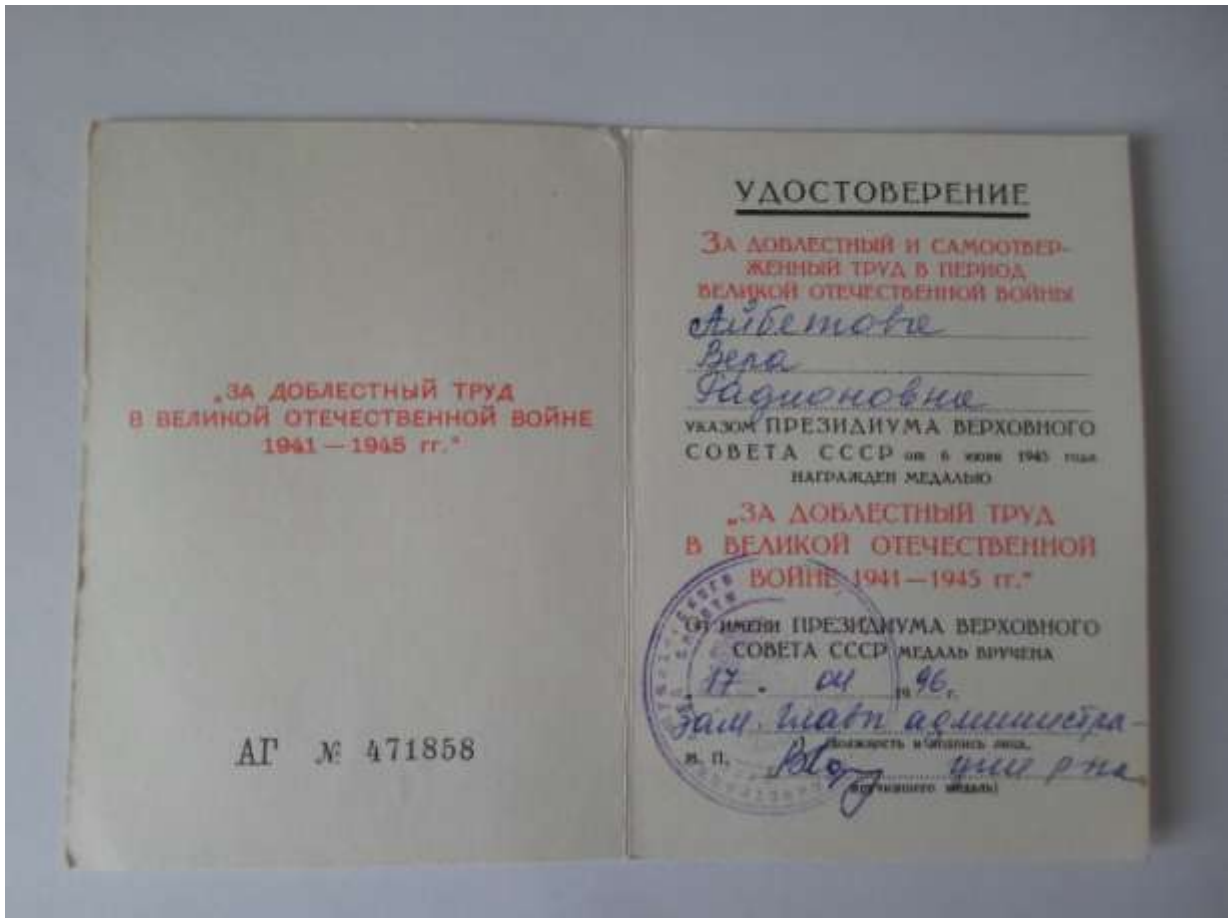 „ЗА ДОБЛЕСТНЫЙ ТРУД
В ВЕЛИКОЙ ОТЕЧЕСТВЕННОЙ ВОЙНЕ
1941 — 1945 гг.“
АГ № 471858
УДОСТОВЕРЕНИЕ
ЗА ДОБЛЕСТНЫЙ И САМООТВЕР-
ЖЕННЫЙ ТРУД В ПЕРИОД
ВЕЛИКОЙ ОТЕЧЕСТВЕННОЙ ВОЙНЫ
Айбетова
Вера
Радионовна
УКАЗОМ ПРЕЗИДИУМА ВЕРХОВНОГО
СОВЕТА СССР от 6 июня 1945 года
НАГРАЖДЕН МЕДАЛЬЮ
„ЗА ДОБЛЕСТНЫЙ ТРУД
В ВЕЛИКОЙ ОТЕЧЕСТВЕННОЙ
ВОЙНЕ 1941—1945 гг.“
ОТ ИМЕНИ ПРЕЗИДИУМА ВЕРХОВНОГО
СОВЕТА СССР МЕДАЛЬ ВРУЧЕНА
17. 04 1996 г.
Зам. главы администра-
(должность и подпись лица,
М. П. ции р-на
вручившего медаль)